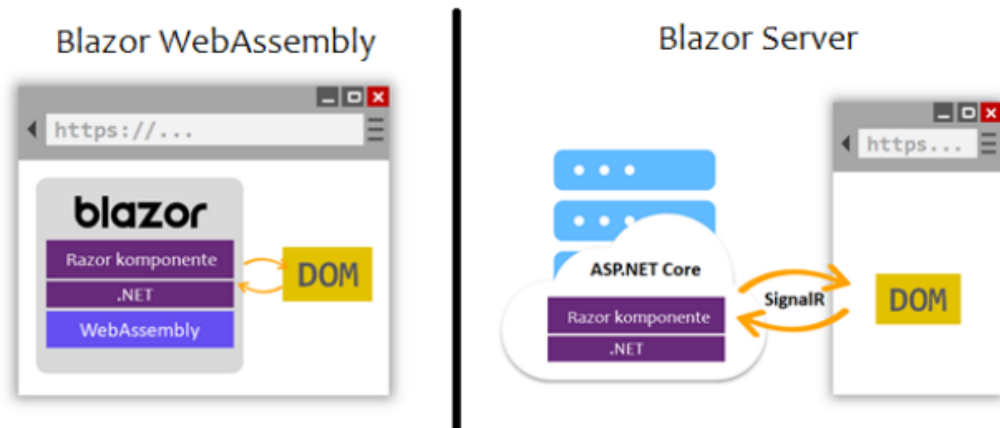 Blazor WebAssembly
https://...
blazor
Razor komponente
.NET
WebAssembly
DOM
Blazor Server
https...
ASP.NET Core
Razor komponente
.NET
SignalR
DOM